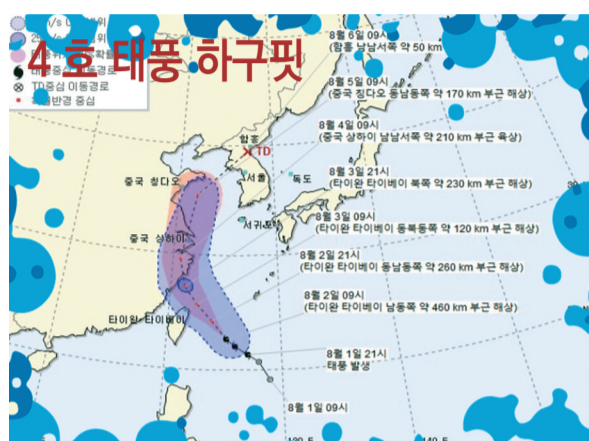 4 호 태풍 하구핏
TD중심 이동경로
8월 6일 09시
(함흥 남남서쪽 약 50 km
8월 5일 09시
(중국 칭다오 동남동쪽 약 170 km 부근 해상)
8월 4일 09시
(중국 상하이 남남서쪽 약 210 km 부근 육상)
8월 3일 21시
(타이완 타이베이 북쪽 약 230 km 부근 해상)
8월 3일 09시
(타이완 타이베이 동북동쪽 약 120 km 부근 해상)
8월 2일 21시
(타이완 타이베이 동남동쪽 약 260 km 부근 해상)
8월 2일 09시
(타이완 타이베이 남동쪽 약 460 km 부근 해상)
8월 1일 21시
태풍 발생
8월 1일 09시
함흥
TD
서울
독도
중국 칭다오
서귀포
중국 상하이
타이완 타이베이